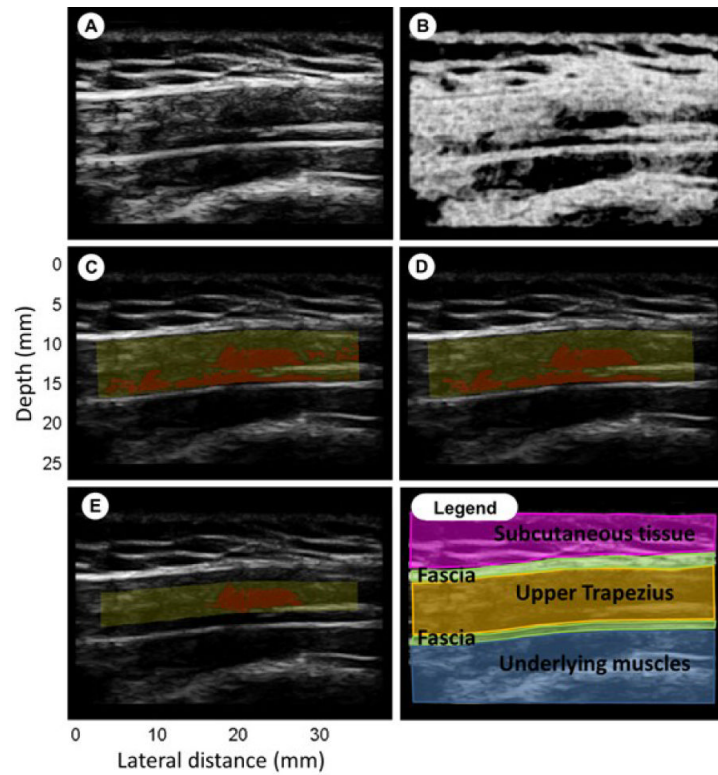 A
B
C
D
0
5
10
15
20
25
Depth (mm)
E
Legend
Subcutaneous tissue
Fascia
Upper Trapezius
Fascia
Underlying muscles
0
10
20
30
Lateral distance (mm)